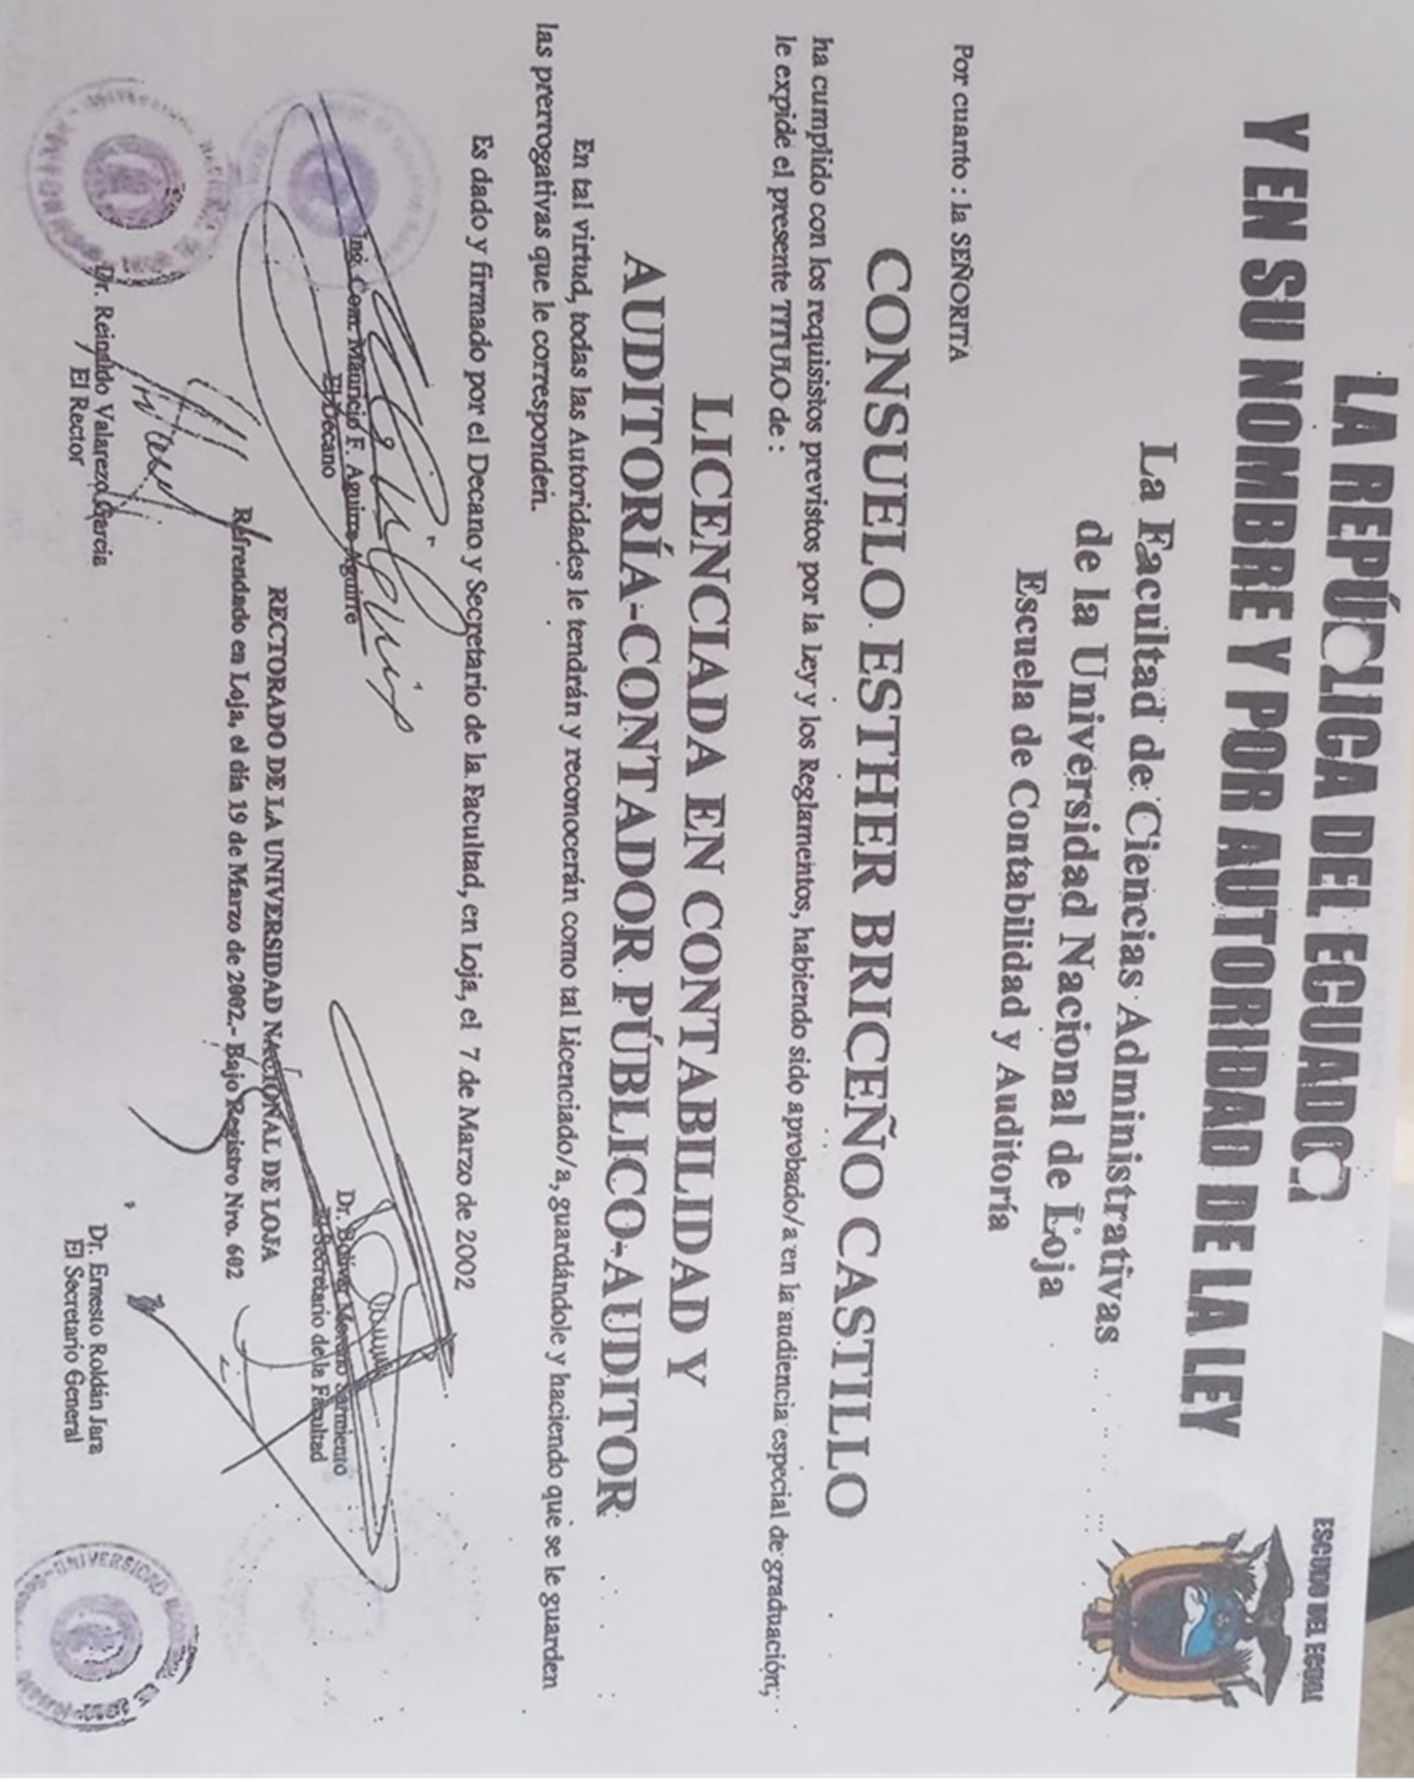 LA REPÚBLICA DEL ECUADOR
Y EN SU NOMBRE Y POR AUTORIDAD DE LA LEY
ESCUDO DEL ECUA
La Facultad de Ciencias Administrativas
de la Universidad Nacional de Loja
Escuela de Contabilidad y Auditoría
Por cuanto : la SEÑORITA
CONSUELO ESTHER BRICEÑO CASTILLO
ha cumplido con los requisistos previstos por la Ley y los Reglamentos, habiendo sido aprobado/a en la audiencia especial de graduación;
le expide el presente TITULO de :
LICENCIADA EN CONTABILIDAD Y
AUDITORÍA-CONTADOR PÚBLICO-AUDITOR
En tal virtud, todas las Autoridades le tendrán y reconocerán como tal Licenciado/a, guardándole y haciendo que se le guarden
las prerrogativas que le corresponden.
Es dado y firmado por el Decano y Secretario de la Facultad, en Loja, el 7 de Marzo de 2002
Ing. Com. Mauricio F. Aguirre Aguirre
El Decano
Dr. Bolívar Moreno Sarmiento
El Secretario de la Facultad
RECTORADO DE LA UNIVERSIDAD NACIONAL DE LOJA
Refrendado en Loja, el día 19 de Marzo de 2002.- Bajo Registro Nro. 602
Dr. Reinaldo Valarezo Garcia
El Rector
Dr. Ernesto Roldán Jara
El Secretario General
UNIVERSIDAD